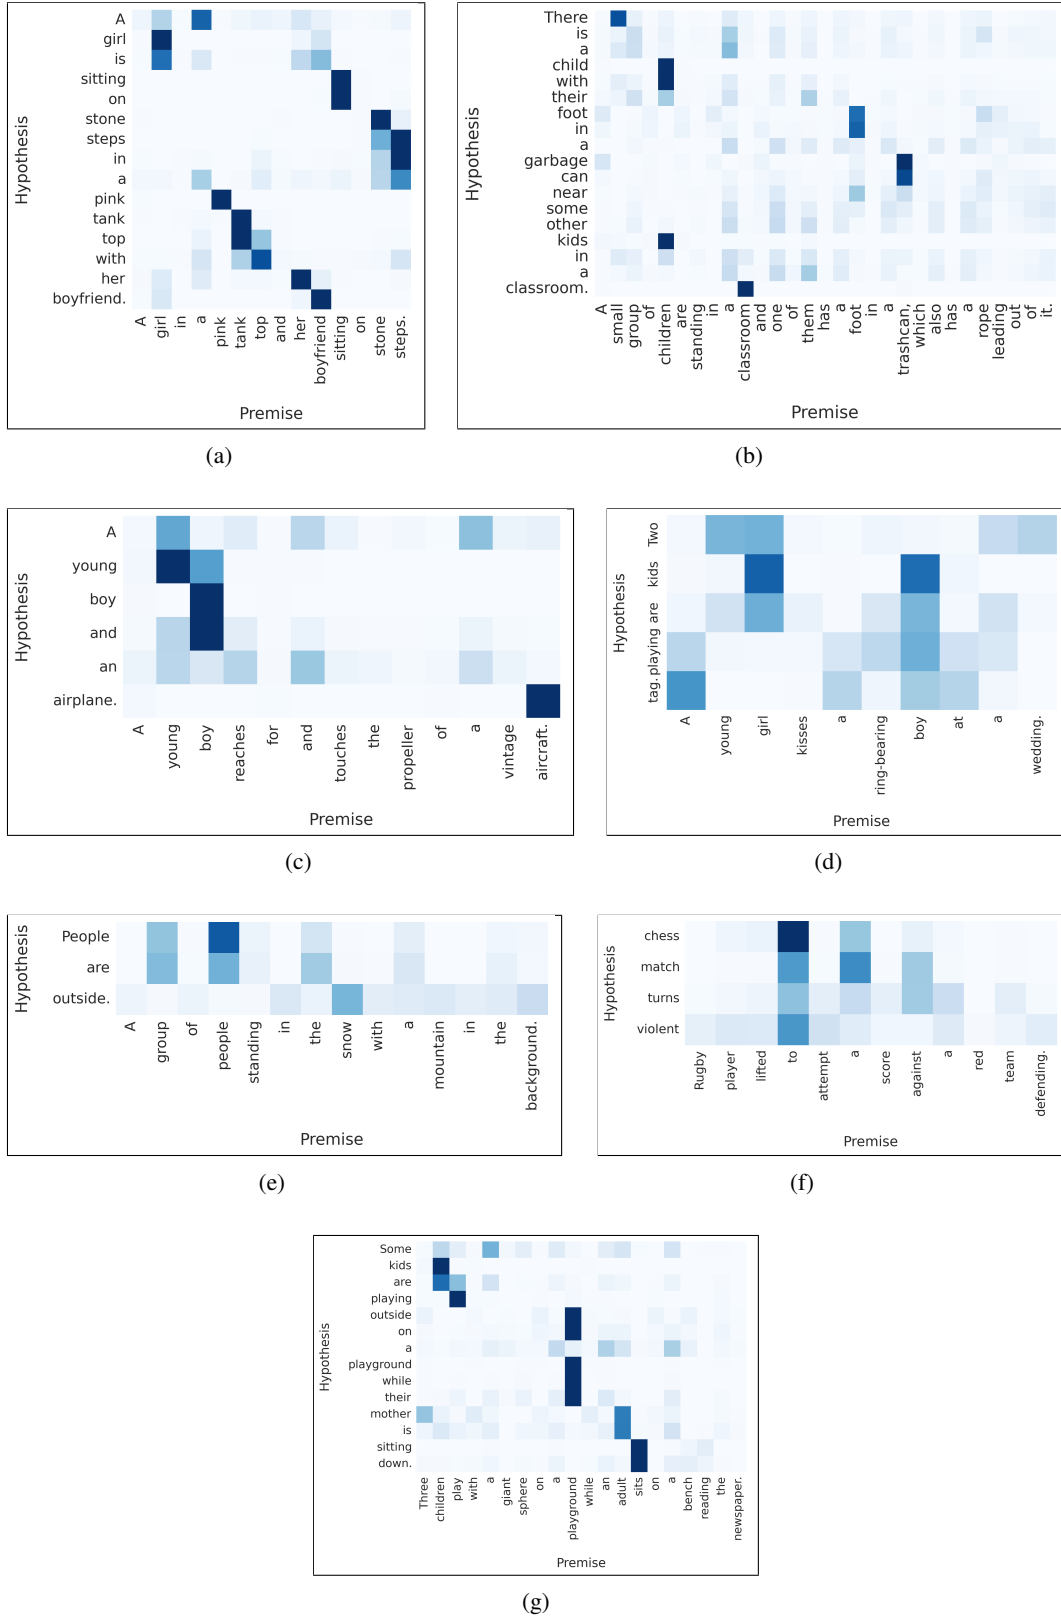 Hypothesis
A
girl
is
sitting
on
stone
steps
in
a
pink
tank
top
with
her
boyfriend.
A
girl
in
a
pink
tank
top
and
her
boyfriend
sitting
on
stone
steps.
Premise
(a)
Hypothesis
There
is
a
child
with
their
foot
in
a
garbage
can
near
some
other
kids
in
a
classroom.
A
small
group
of
children
are
standing
in
a
classroom
and
one
of
them
has
a
foot
in
a
trashcan,
which
also
has
a
rope
leading
out
of
it.
Premise
(b)
Hypothesis
A
young
boy
and
an
airplane.
A
young
boy
reaches
for
and
touches
the
propeller
of
a
vintage
aircraft.
Premise
(c)
Hypothesis
Two
kids
are
playing
tag.
A
young
girl
kisses
a
ring-bearing
boy
at
a
wedding.
Premise
(d)
Hypothesis
People
are
outside.
A
group
of
people
standing
in
the
snow
with
a
mountain
in
the
background.
Premise
(e)
Hypothesis
chess
match
turns
violent
Rugby
player
lifted
to
attempt
a
score
against
a
red
team
defending.
Premise
(f)
Hypothesis
Some
kids
are
playing
outside
on
a
playground
while
their
mother
is
sitting
down.
Three
children
play
with
a
giant
sphere
on
a
playground
while
an
adult
sits
on
a
bench
reading
the
newspaper.
Premise
(g)